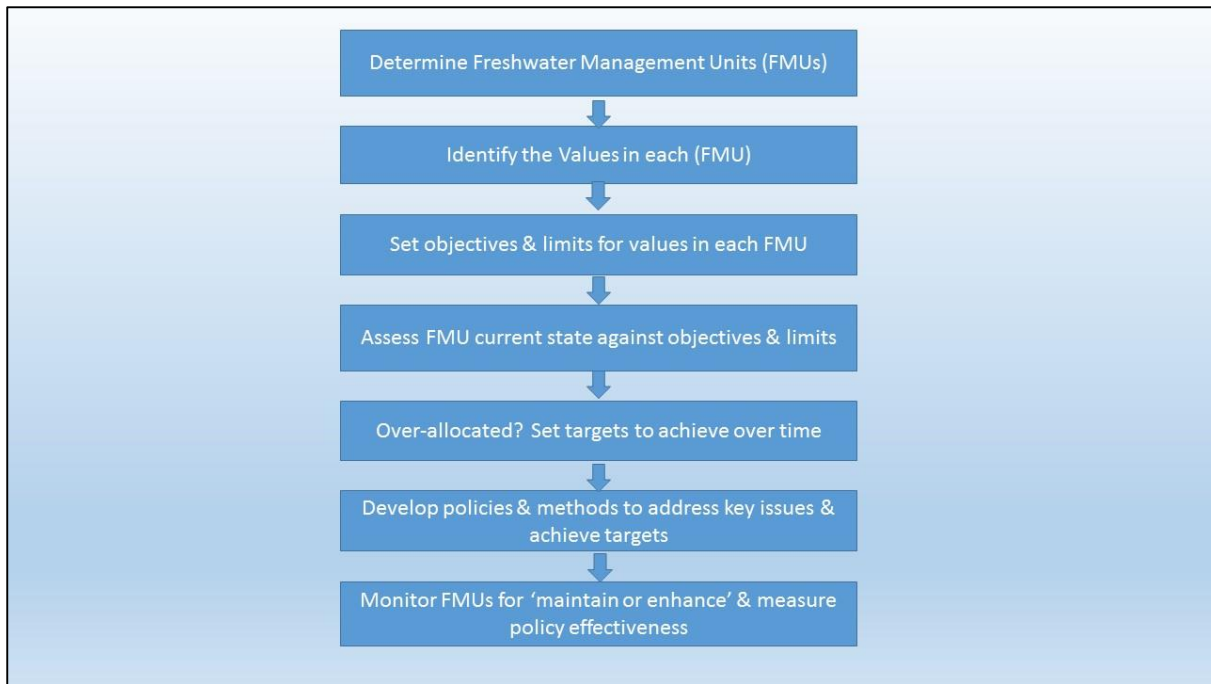 Determine Freshwater Management Units (FMUs)
Identify the Values in each (FMU)
Set objectives & limits for values in each FMU
Assess FMU current state against objectives & limits
Over-allocated? Set targets to achieve over time
Develop policies & methods to address key issues &
achieve targets
Monitor FMUs for ‘maintain or enhance’ & measure
policy effectiveness